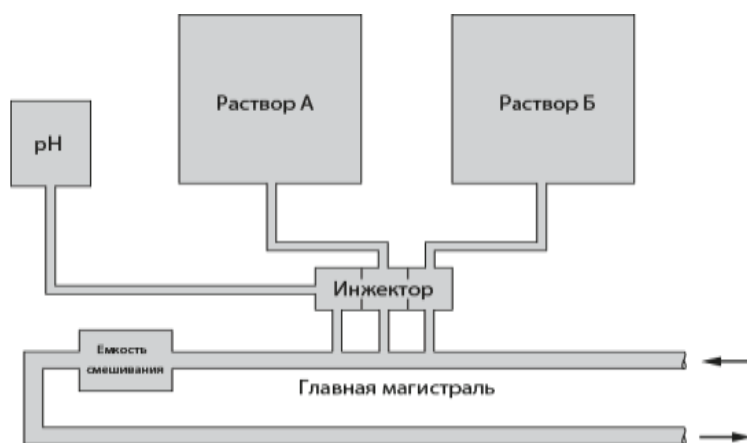 Раствор А
Раствор Б
pH
Инжектор
Емкость
смешивания
Главная магистраль